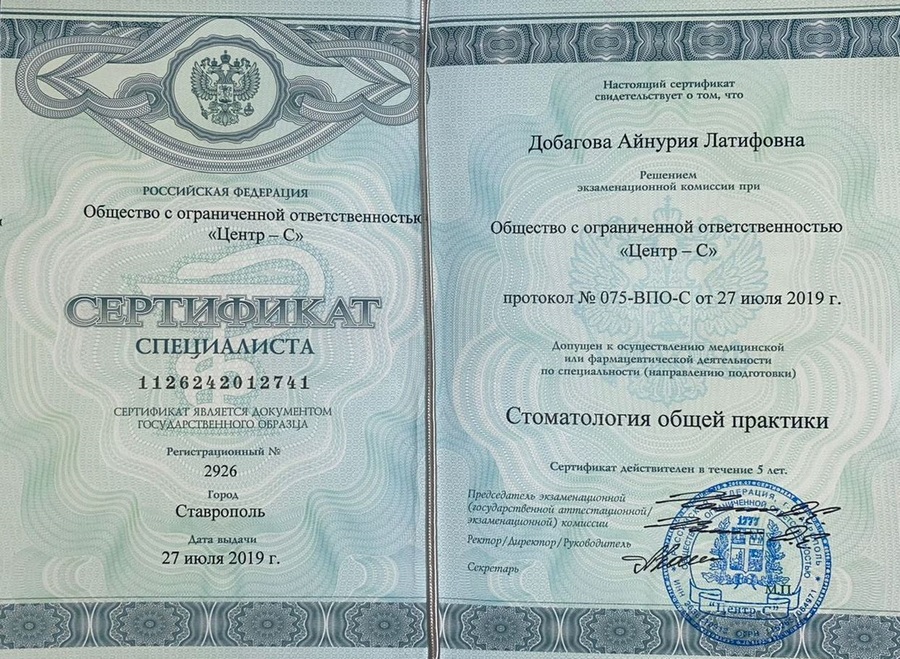 РОССИЙСКАЯ ФЕДЕРАЦИЯ
Общество с ограниченной ответственностью
«Центр – С»
СЕРТИФИКАТ
СПЕЦИАЛИСТА
1126242012741
СЕРТИФИКАТ ЯВЛЯЕТСЯ ДОКУМЕНТОМ
ГОСУДАРСТВЕННОГО ОБРАЗЦА
Регистрационный №
2926
Город
Ставрополь
Дата выдачи
27 июля 2019 г.
Настоящий сертификат
свидетельствует о том, что
Добагова Айнурия Латифовна
Решением
экзаменационной комиссии при
Общество с ограниченной ответственностью
«Центр – С»
протокол № 075-ВПО-С от 27 июля 2019 г.
Допущен к осуществлению медицинской
или фармацевтической деятельности
по специальности (направлению подготовки)
Стоматология общей практики
Сертификат действителен в течение 5 лет.
Председатель экзаменационной
(государственной аттестационной/
экзаменационной) комиссии
Ректор/Директор/Руководитель
Секретарь
1777
М.П.
"Центр-С"